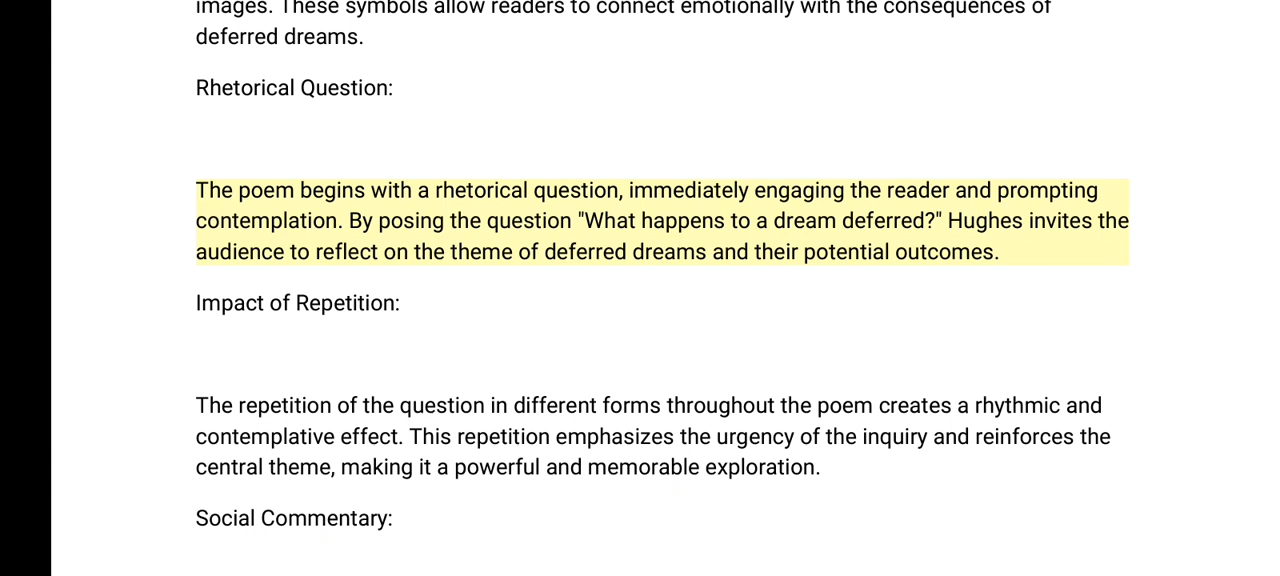 images. These symbols allow readers to connect emotionally with the consequences of
deferred dreams.
Rhetorical Question:
The poem begins with a rhetorical question, immediately engaging the reader and prompting
contemplation. By posing the question "What happens to a dream deferred?" Hughes invites the
audience to reflect on the theme of deferred dreams and their potential outcomes.
Impact of Repetition:
The repetition of the question in different forms throughout the poem creates a rhythmic and
contemplative effect. This repetition emphasizes the urgency of the inquiry and reinforces the
central theme, making it a powerful and memorable exploration.
Social Commentary: